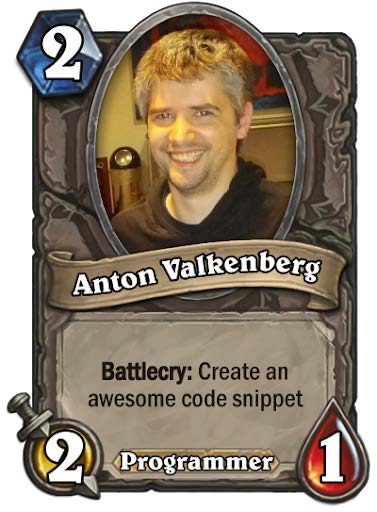 2
Anton Valkenberg
Battlecry: Create an
awesome code snippet
2
Programmer
1